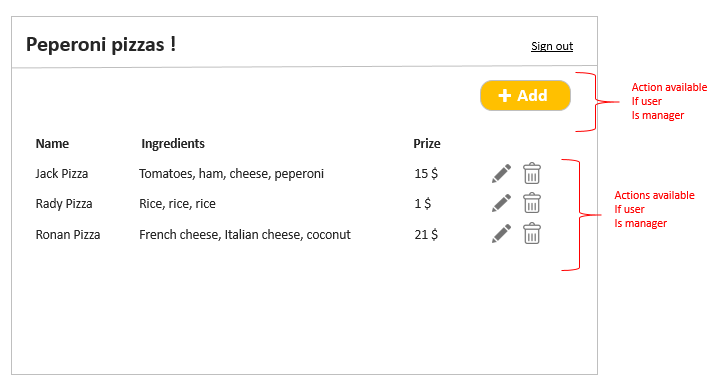 Peperoni pizzas !
Sign out
+ Add
Action available
If user
Is manager
Name Ingredients Prize
Jack Pizza Tomatoes, ham, cheese, peperoni 15 $
Rady Pizza Rice, rice, rice 1 $
Ronan Pizza French cheese, Italian cheese, coconut 21 $
Actions available
If user
Is manager